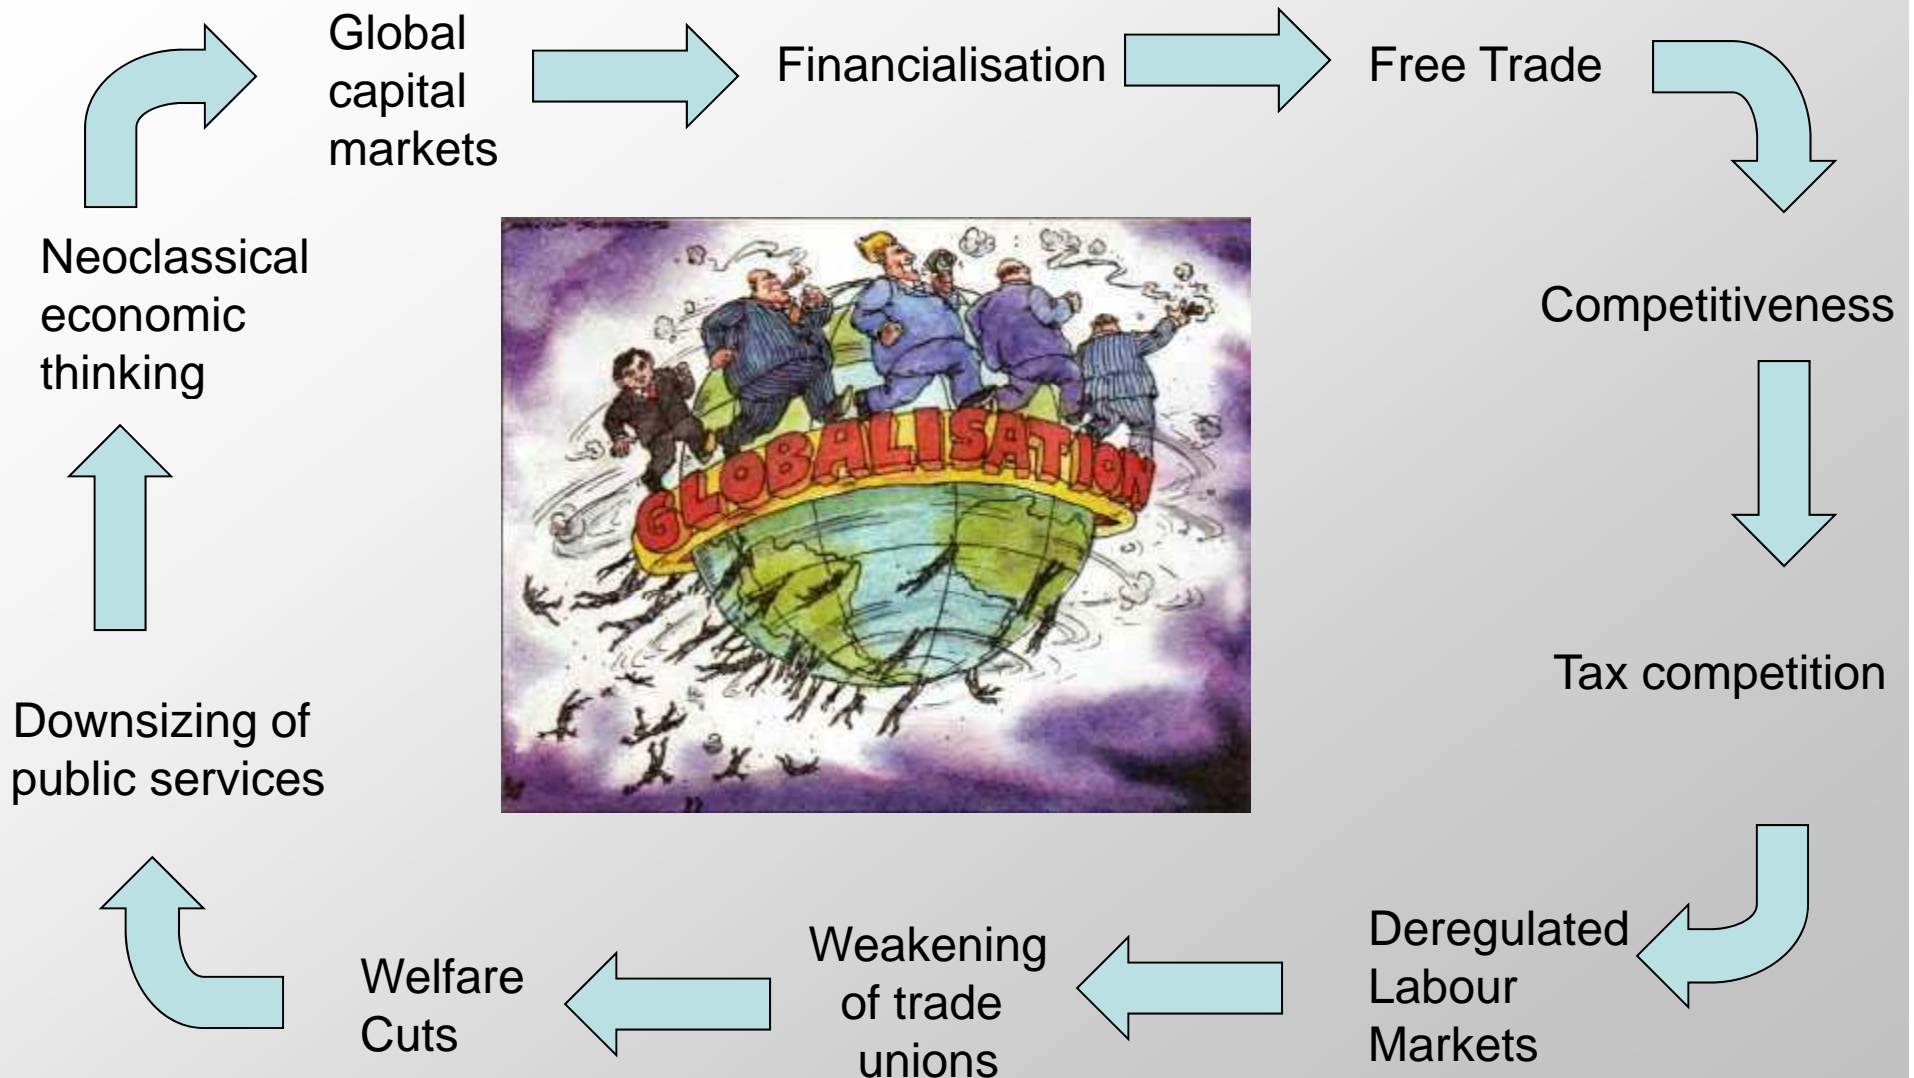 Global
capital
markets
Financialisation
Free Trade
Neoclassical
economic
thinking
Competitiveness
GLOBALISATION
Tax competition
Downsizing of
public services
Deregulated
Labour
Markets
Weakening
of trade
unions
Welfare
Cuts